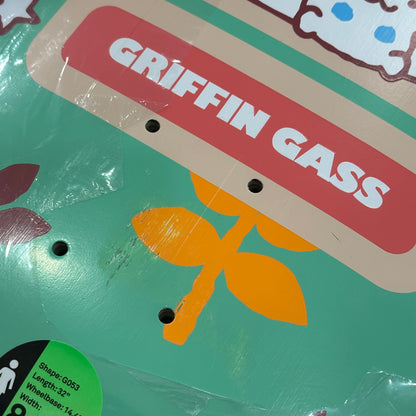 GRIFFIN GASS
Shape: G053
Length: 32"
Wheelbase: 14
Width: